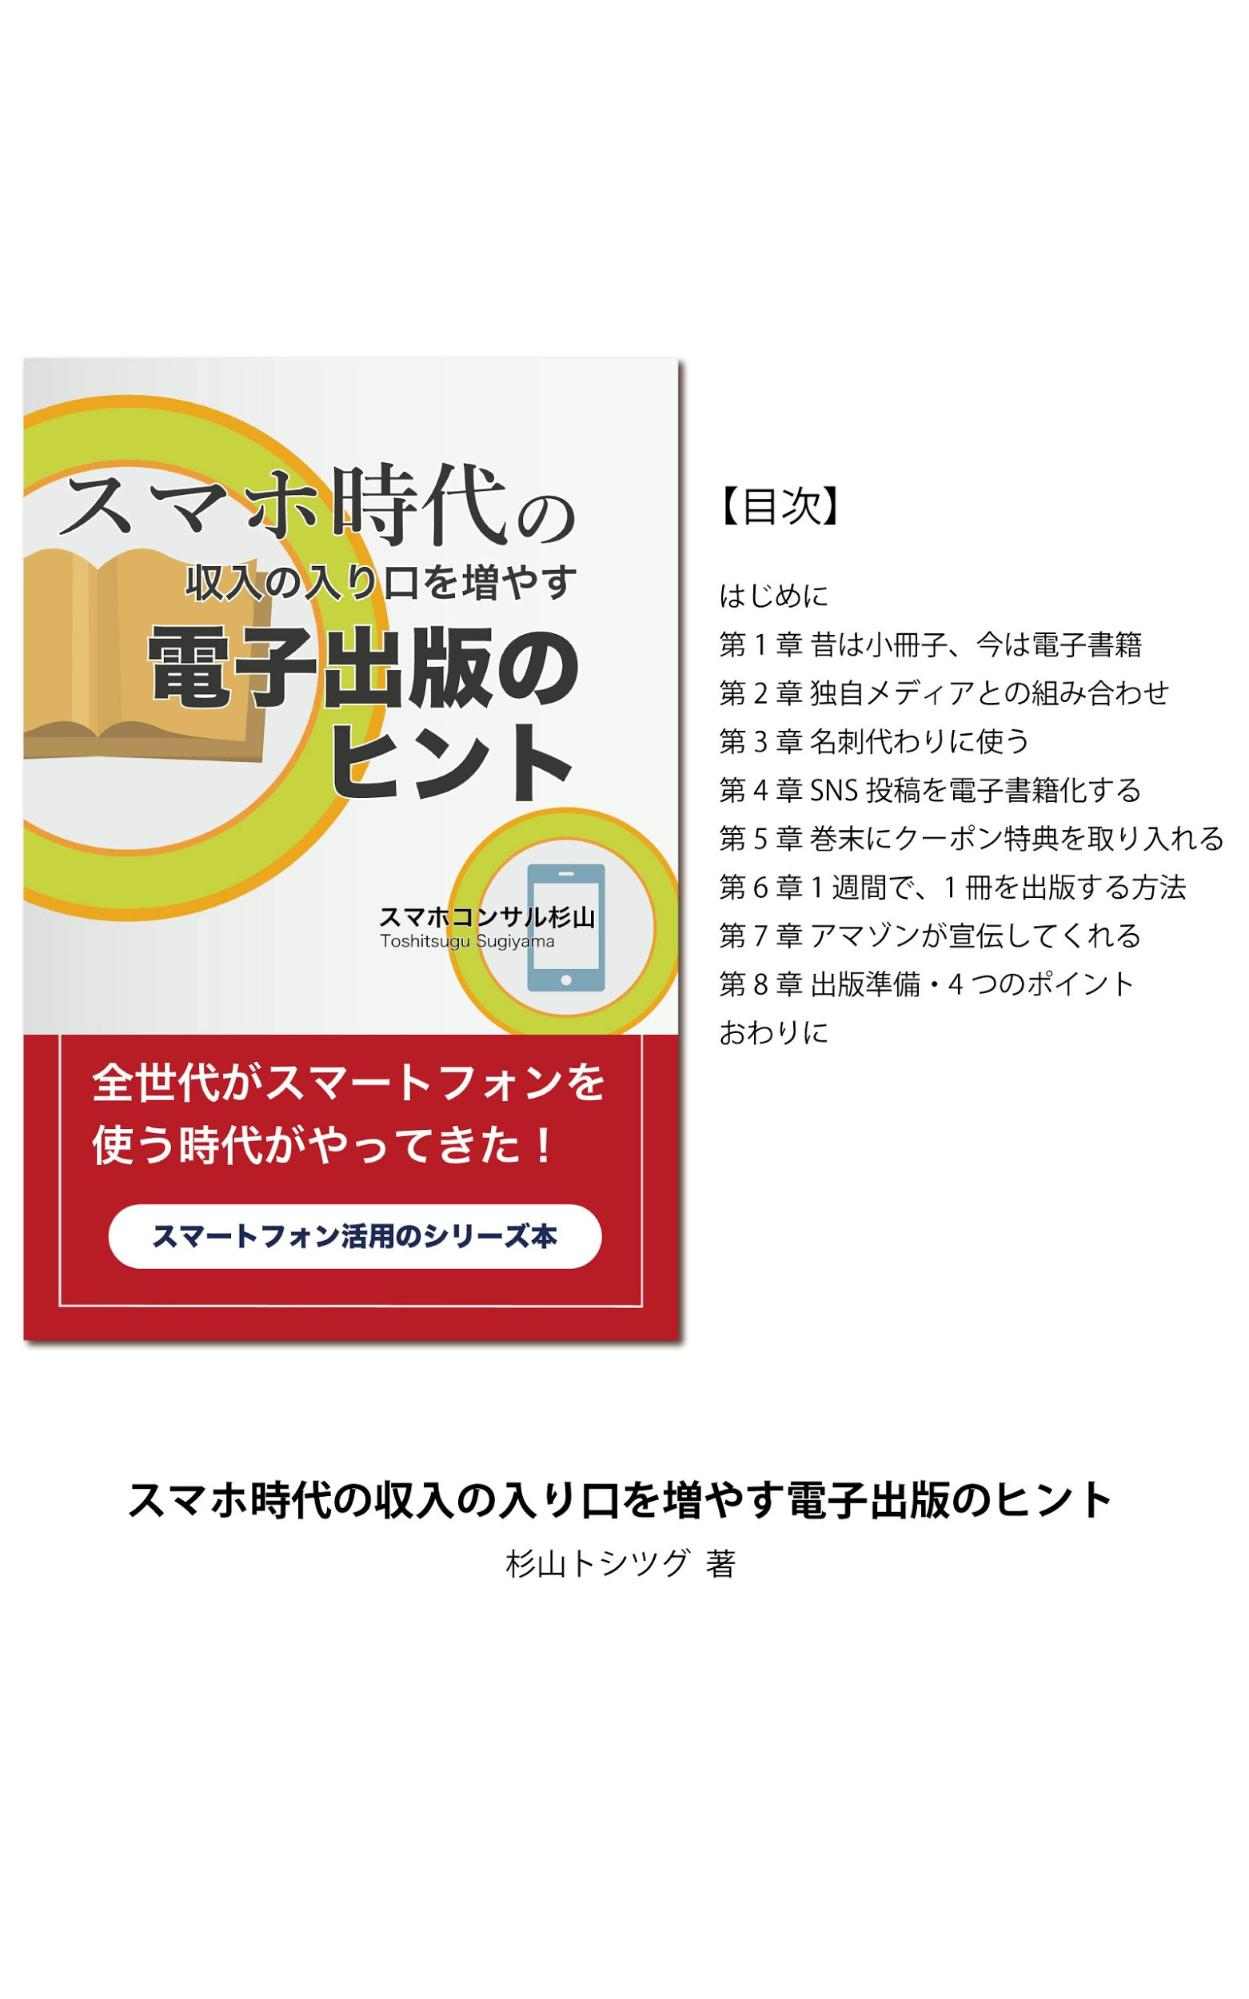 スマホ時代の
収入の入り口を増やす
電子出版の
ヒント
スマホコンサル杉山
Toshitsugu Sugiyama
全世代がスマートフォンを
使う時代がやってきた！
スマートフォン活用のシリーズ本
【目次】
はじめに
第 1 章 昔は小冊子、今は電子書籍
第 2 章 独自メディアとの組み合わせ
第 3 章 名刺代わりに使う
第 4 章 SNS 投稿を電子書籍化する
第 5 章 巻末にクーポン特典を取り入れる
第 6 章 1 週間で、1 冊を出版する方法
第 7 章 アマゾンが宣伝してくれる
第 8 章 出版準備・4 つのポイント
おわりに
スマホ時代の収入の入り口を増やす電子出版のヒント
杉山トシツグ 著